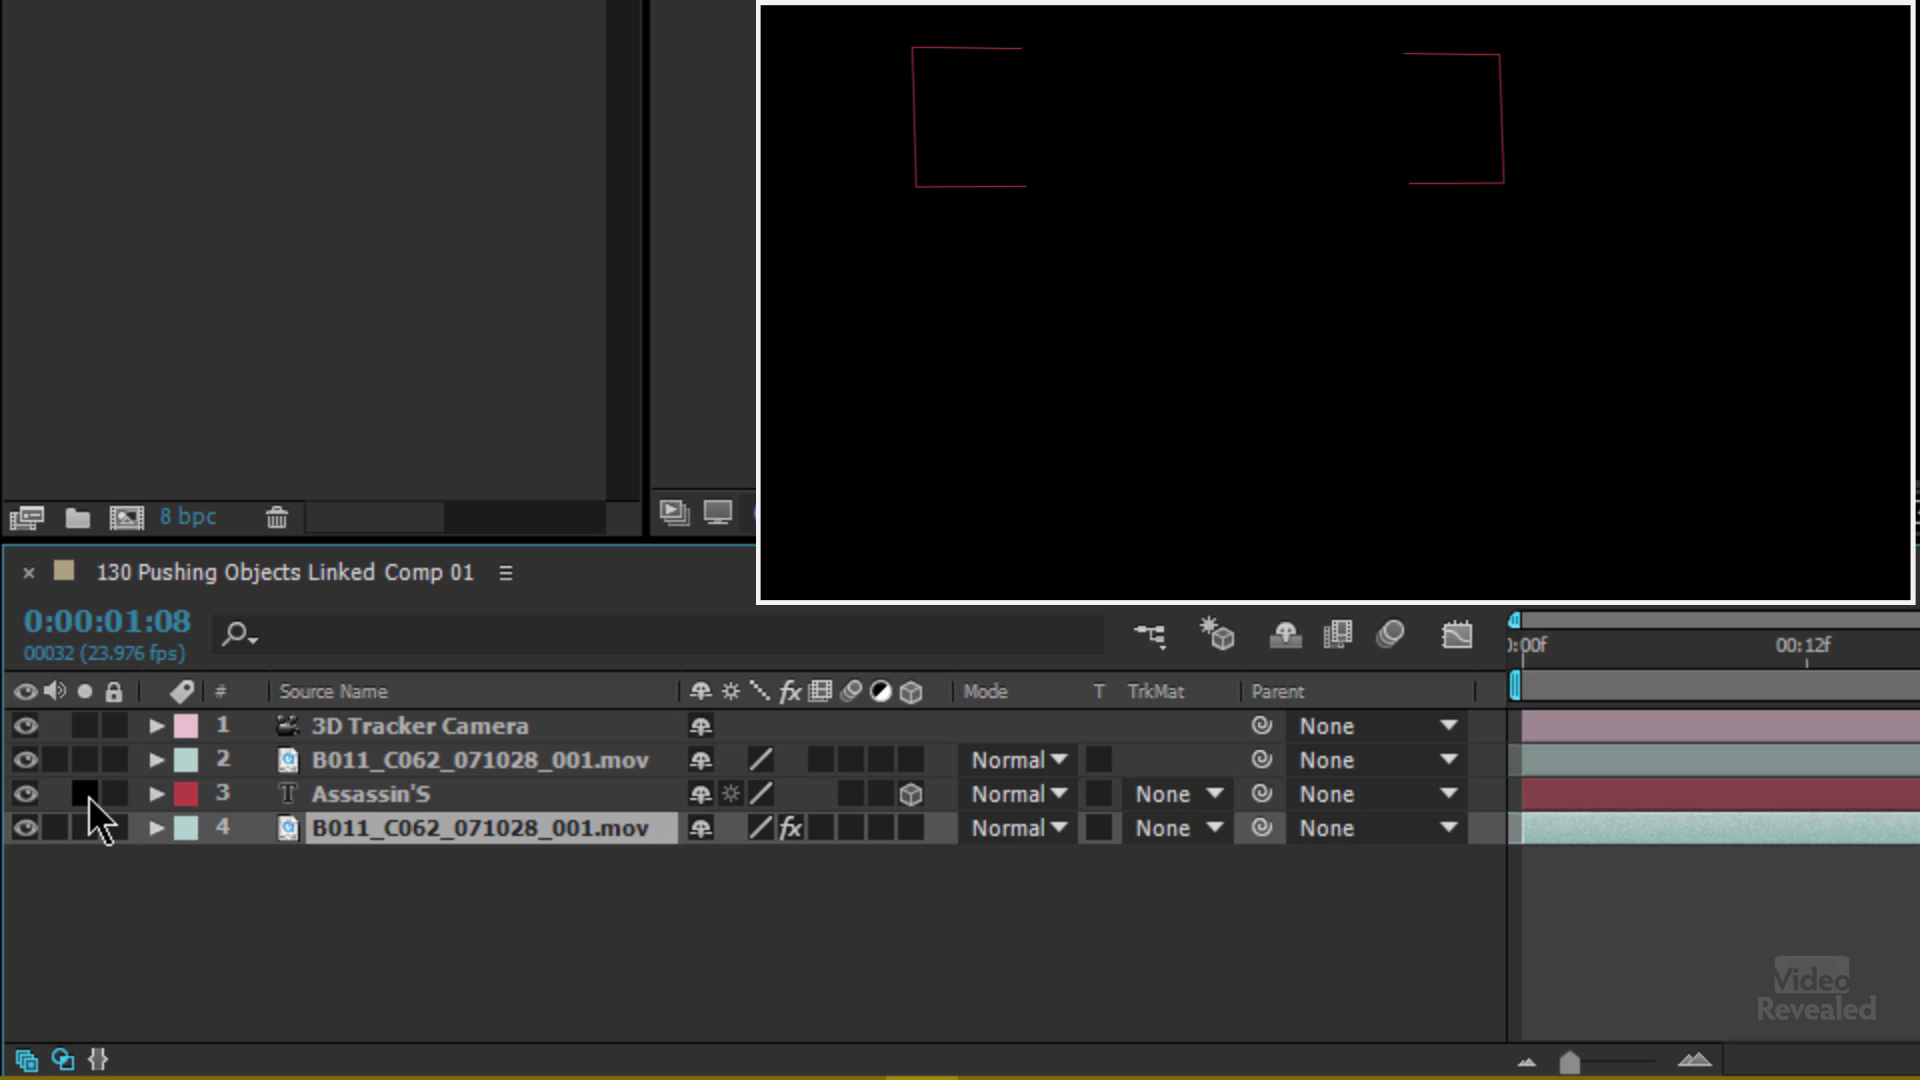 8 bpc
130 Pushing Objects Linked Comp 01
0:00:01:08
00032 (23.976 fps)
:00f 00:12f
# Source Name fx Mode T TrkMat Parent
1 3D Tracker Camera None
2 B011_C062_071028_001.mov Normal None
3 T Assassin'S Normal None None
4 B011_C062_071028_001.mov fx Normal None None
Video
Revealed